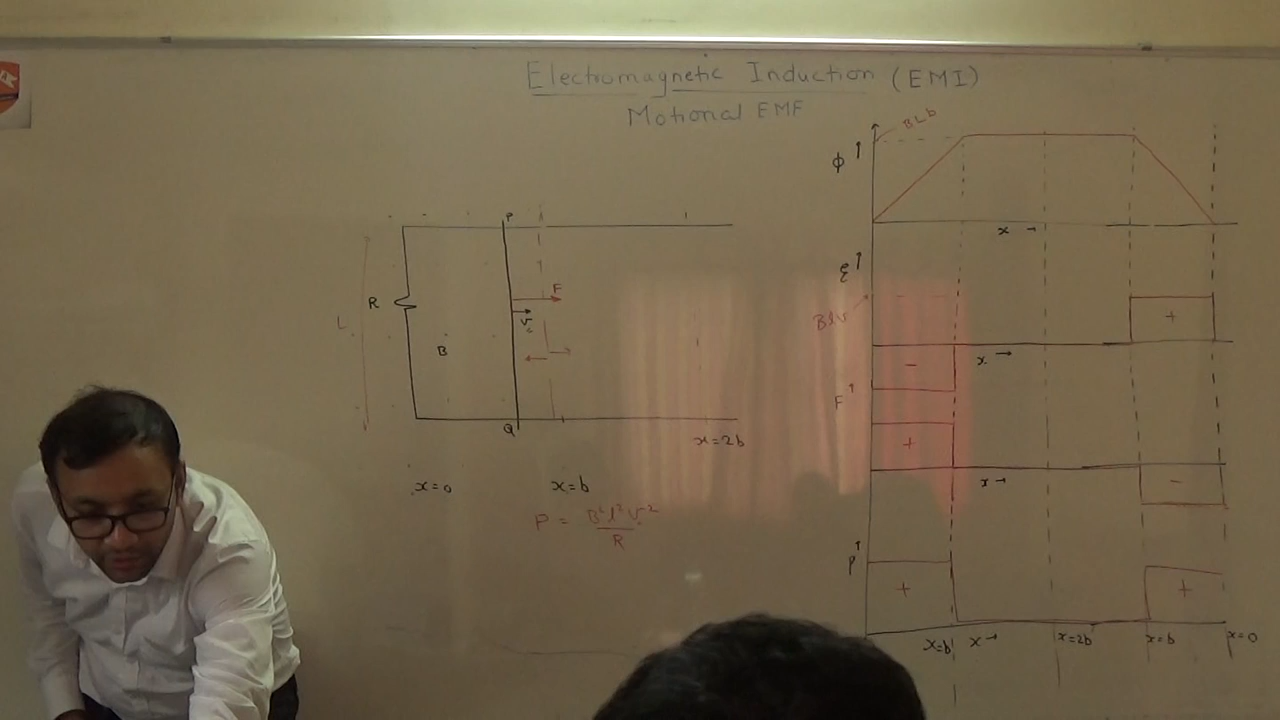 Electromagnetic Induction (EMI)
Motional EMF
BLb
ϕ ↑
x →
P
R
L
F
v
B
Q
x=0
x=b
x=2b
P = B²l²v²/R
ε ↑
Blv
+
x →
-
F ↑
+
x →
-
P ↑
+
+
x=b
x →
x=2b
x=b
x=0